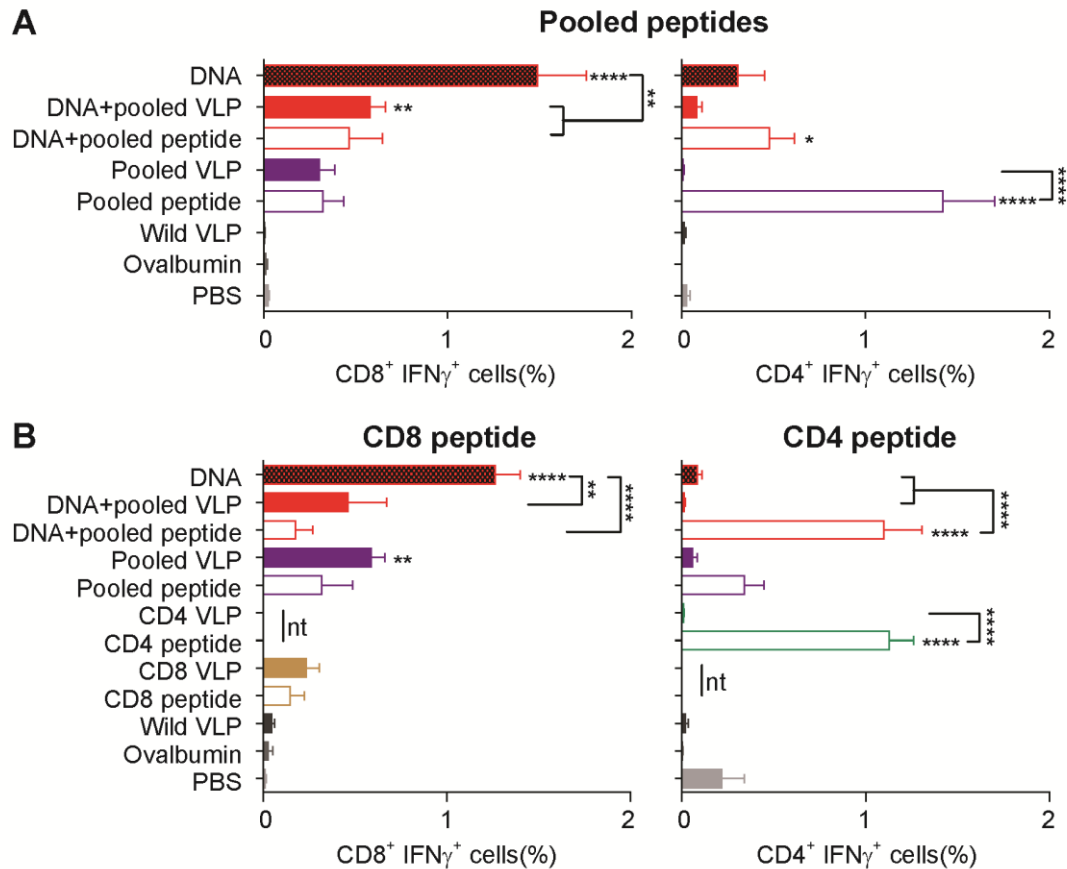 A
Pooled peptides
DNA
DNA+pooled VLP
DNA+pooled peptide
Pooled VLP
Pooled peptide
Wild VLP
Ovalbumin
PBS
****
**
**
*
****
****
0 1 2
0 1 2
CD8+ IFNγ+ cells(%)
CD4+ IFNγ+ cells(%)
B
CD8 peptide
CD4 peptide
DNA
DNA+pooled VLP
DNA+pooled peptide
Pooled VLP
Pooled peptide
CD4 VLP
CD4 peptide
CD8 VLP
CD8 peptide
Wild VLP
Ovalbumin
PBS
****
**
****
**
nt
****
****
****
****
nt
0 1 2
0 1 2
CD8+ IFNγ+ cells(%)
CD4+ IFNγ+ cells(%)